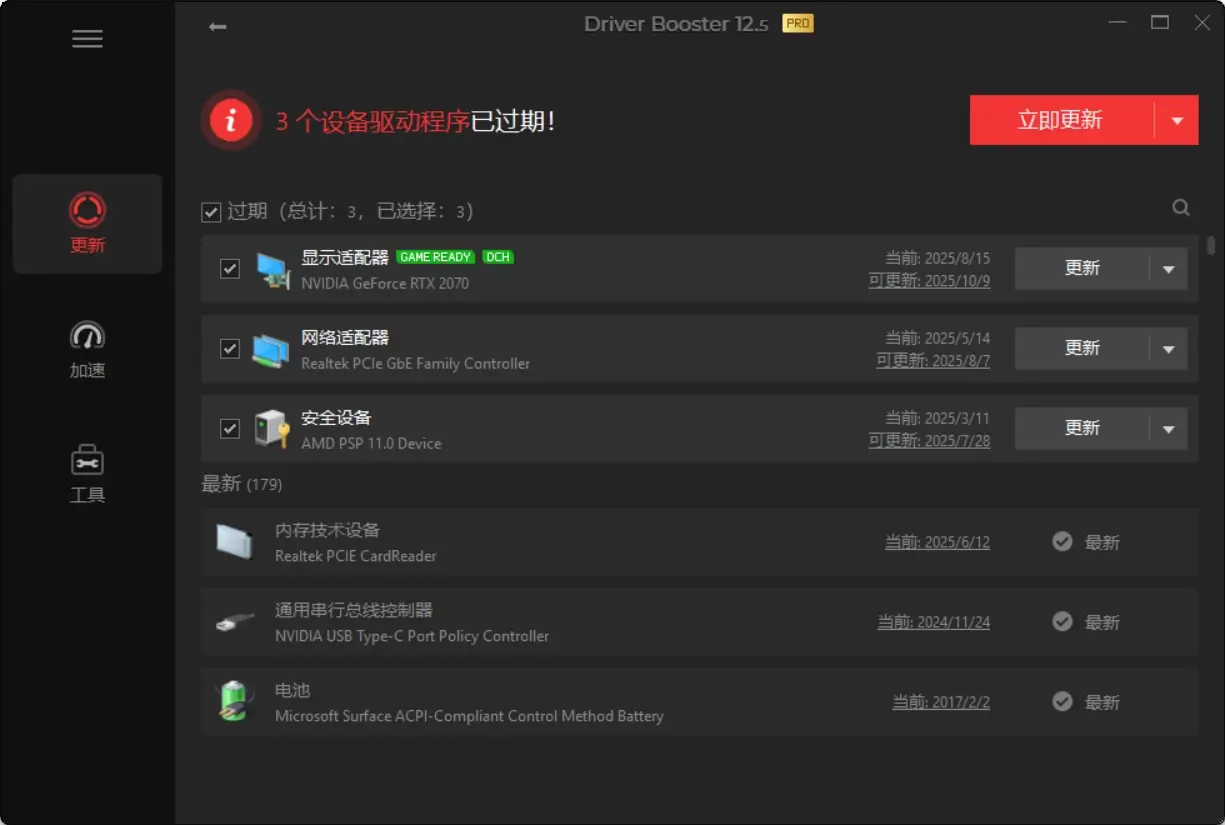 Driver Booster 12.5 PRO
3 个设备驱动程序已过期!
立即更新
更新
加速
工具
过期（总计：3，已选择：3）
显示适配器 GAME READY DCH
NVIDIA GeForce RTX 2070
当前: 2025/8/15
可更新: 2025/10/9
更新
网络适配器
Realtek PCIe GbE Family Controller
当前: 2025/5/14
可更新: 2025/8/7
更新
安全设备
AMD PSP 11.0 Device
当前: 2025/3/11
可更新: 2025/7/28
更新
最新 (179)
内存技术设备
Realtek PCIE CardReader
当前: 2025/6/12
最新
通用串行总线控制器
NVIDIA USB Type-C Port Policy Controller
当前: 2024/11/24
最新
电池
Microsoft Surface ACPI-Compliant Control Method Battery
当前: 2017/2/2
最新